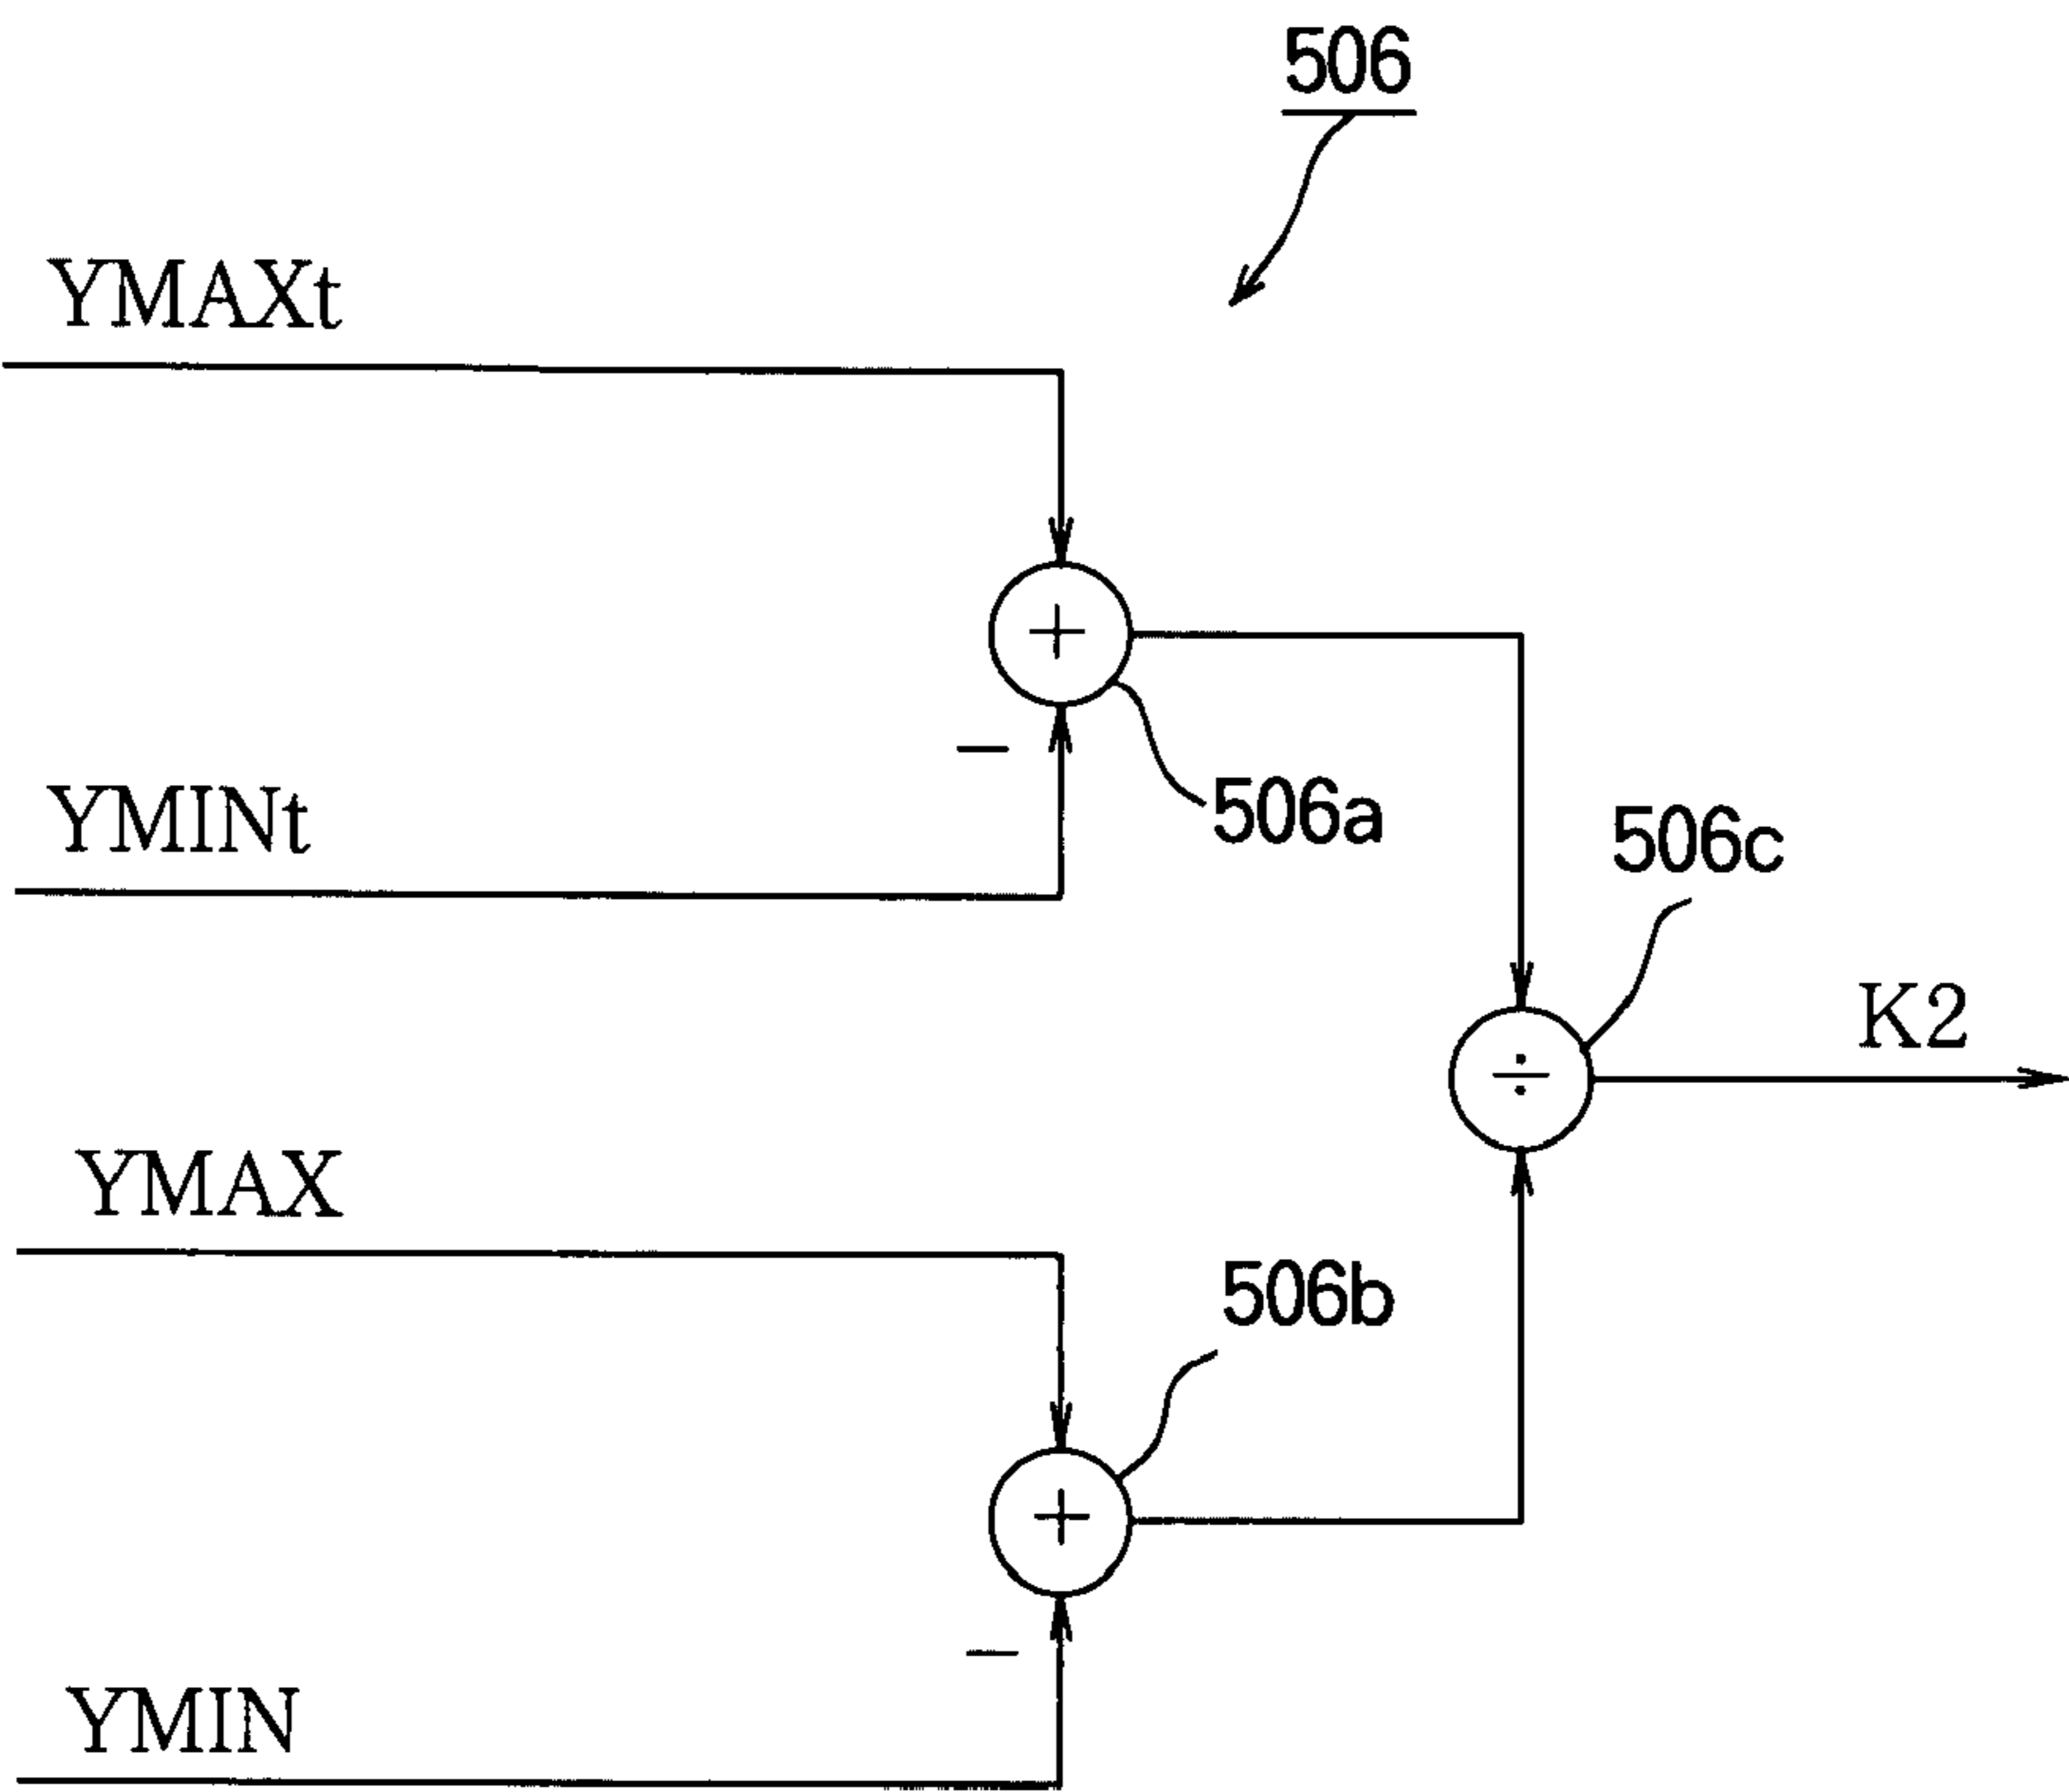 506
YMAXt
+
−
506a
YMINt
506c
K2
÷
YMAX
506b
+
−
YMIN